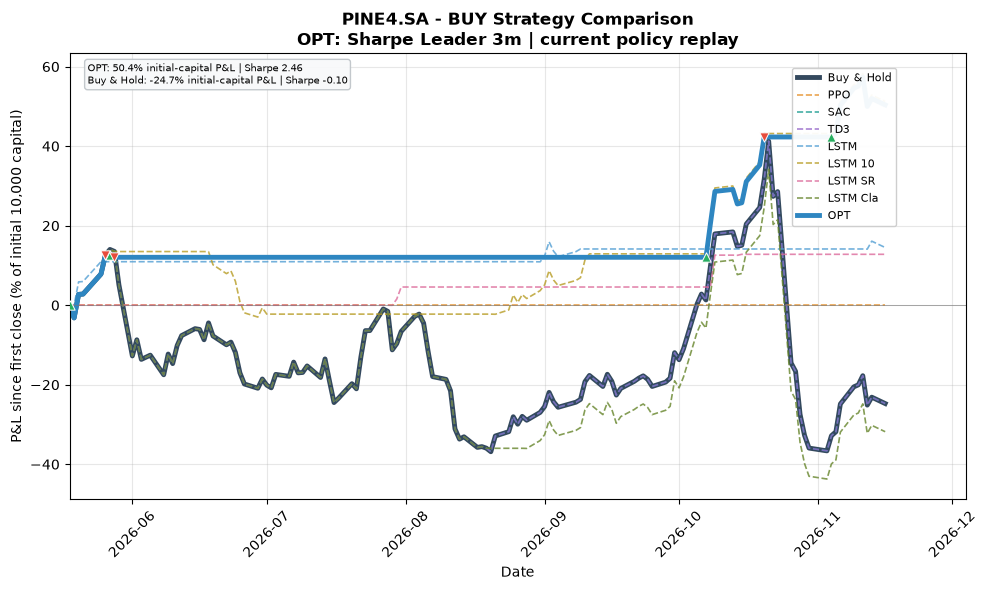 PINE4.SA - BUY Strategy Comparison
OPT: Sharpe Leader 3m | current policy replay
OPT: 50.4% initial-capital P&L | Sharpe 2.46
Buy & Hold: -24.7% initial-capital P&L | Sharpe -0.10
Buy & Hold
PPO
SAC
TD3
LSTM
LSTM 10
LSTM SR
LSTM Cla
OPT
P&L since first close (% of initial 10,000 capital)
60
40
20
0
−20
−40
2026-06
2026-07
2026-08
2026-09
2026-10
2026-11
2026-12
Date